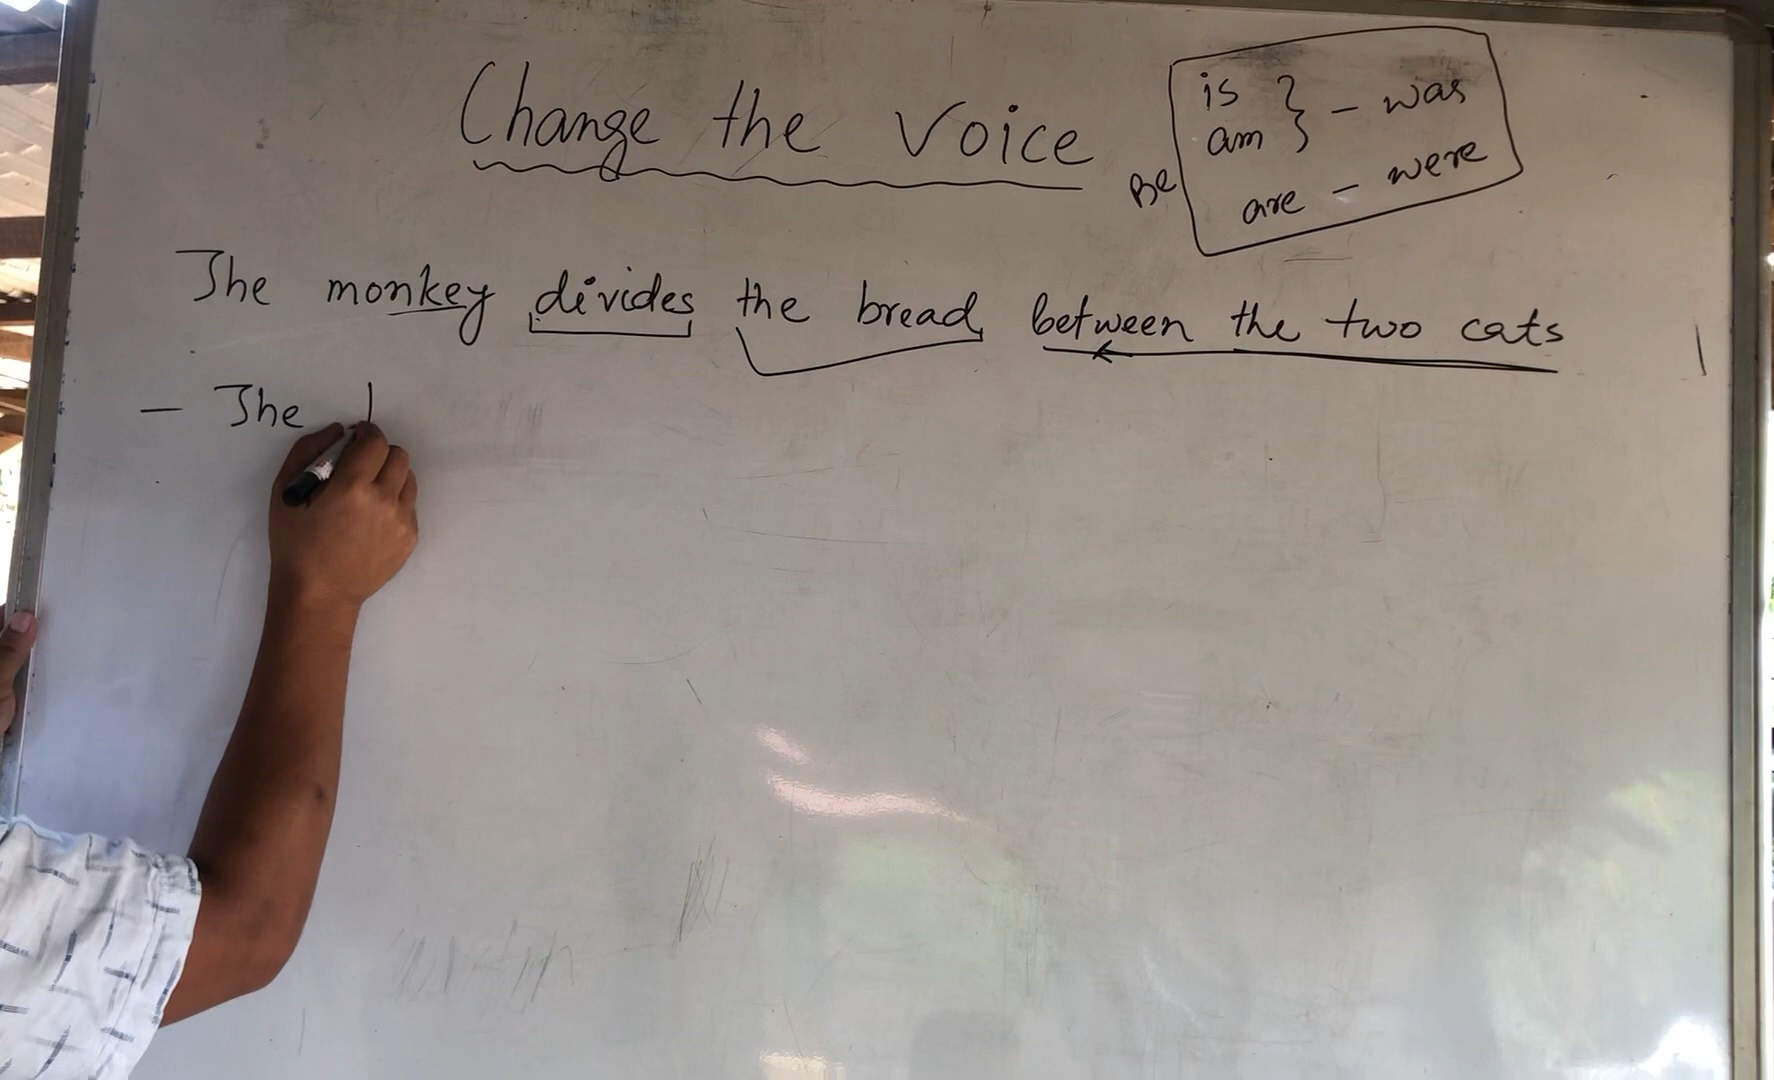 Change the Voice
is } - was
am
Be are - were
The monkey divides the bread between the two cats
- The